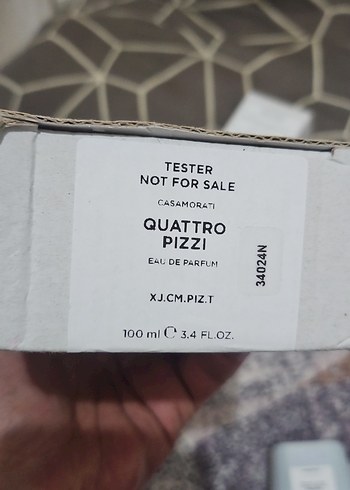 TESTER
NOT FOR SALE
CASAMORATI
QUATTRO
PIZZI
EAU DE PARFUM
34024N
XJ.CM.PIZ.T
100 ml ℮ 3.4 FL.OZ.